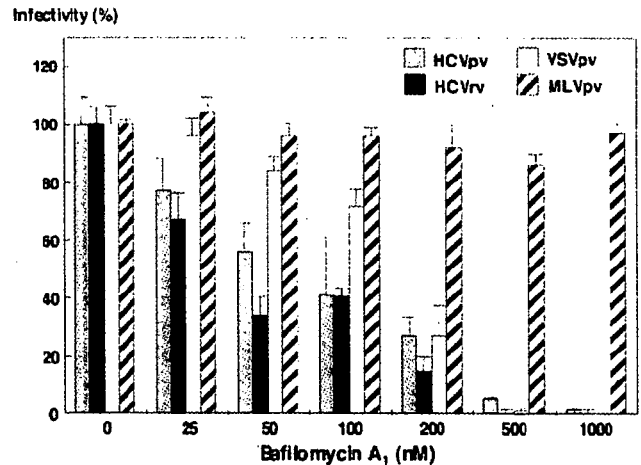 Infectivity (%)
HCVpv VSVpv
HCVrv MLVpv
120
100
80
60
40
20
0
0 25 50 100 200 500 1000
Bafilomycin A₁ (nM)